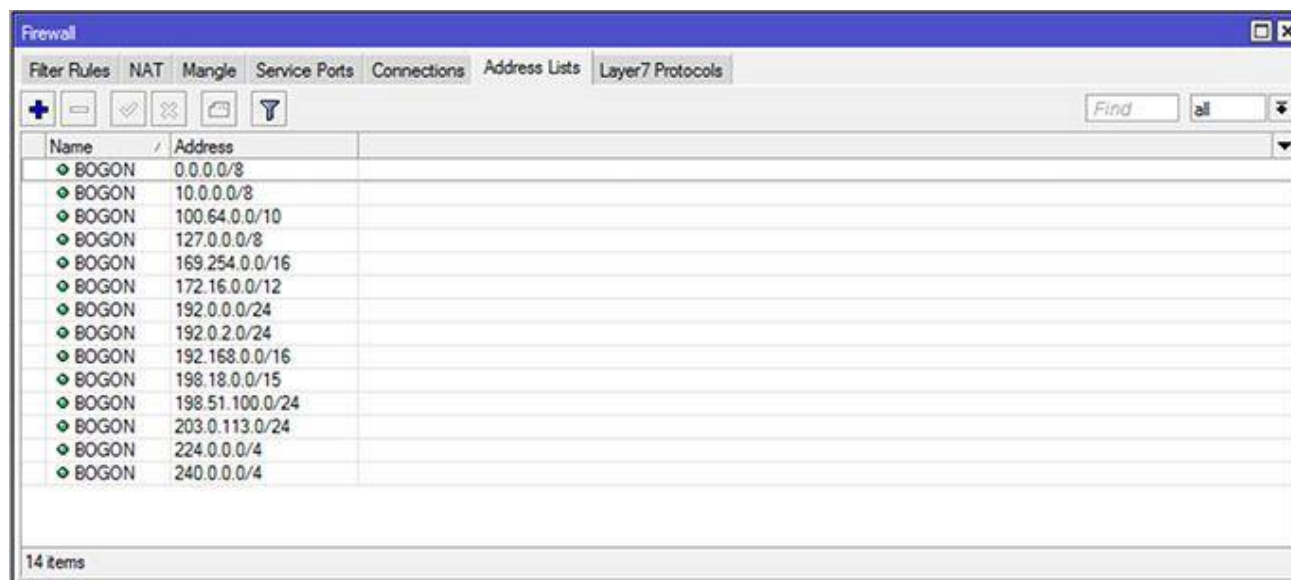 Firewall
Filter Rules NAT Mangle Service Ports Connections Address Lists Layer7 Protocols
Find all
Name Address
BOGON 0.0.0.0/8
BOGON 10.0.0.0/8
BOGON 100.64.0.0/10
BOGON 127.0.0.0/8
BOGON 169.254.0.0/16
BOGON 172.16.0.0/12
BOGON 192.0.0.0/24
BOGON 192.0.2.0/24
BOGON 192.168.0.0/16
BOGON 198.18.0.0/15
BOGON 198.51.100.0/24
BOGON 203.0.113.0/24
BOGON 224.0.0.0/4
BOGON 240.0.0.0/4
14 items